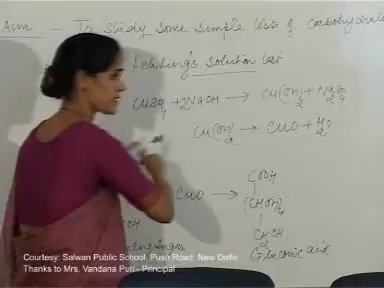 Aim - To study some simple tests of carbohydrate
Fehling's solution test
CuSO4 + 2NaOH → Cu(OH)2 + Na2SO4
Cu(OH)2 → CuO + H2O
COOH
CuO → (CHOH)4
CH2OH
Gluconic acid
Courtesy: Salwan Public School, Pusa Road, New Delhi
Thanks to Mrs. Vandana Puri - Principal